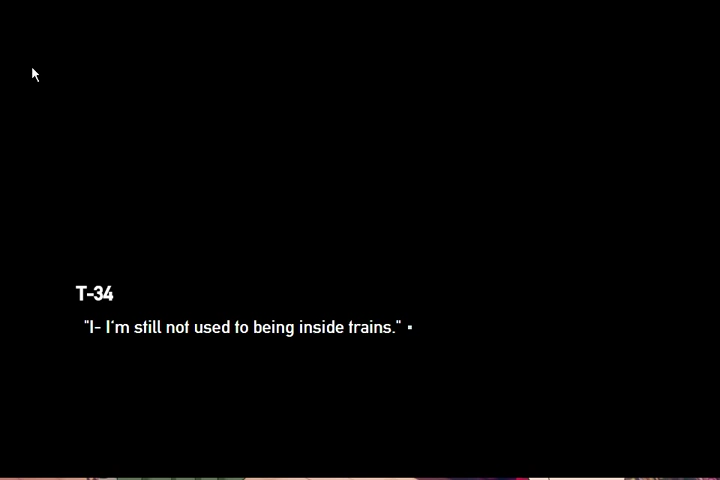 T-34
"I- I'm still not used to being inside trains."